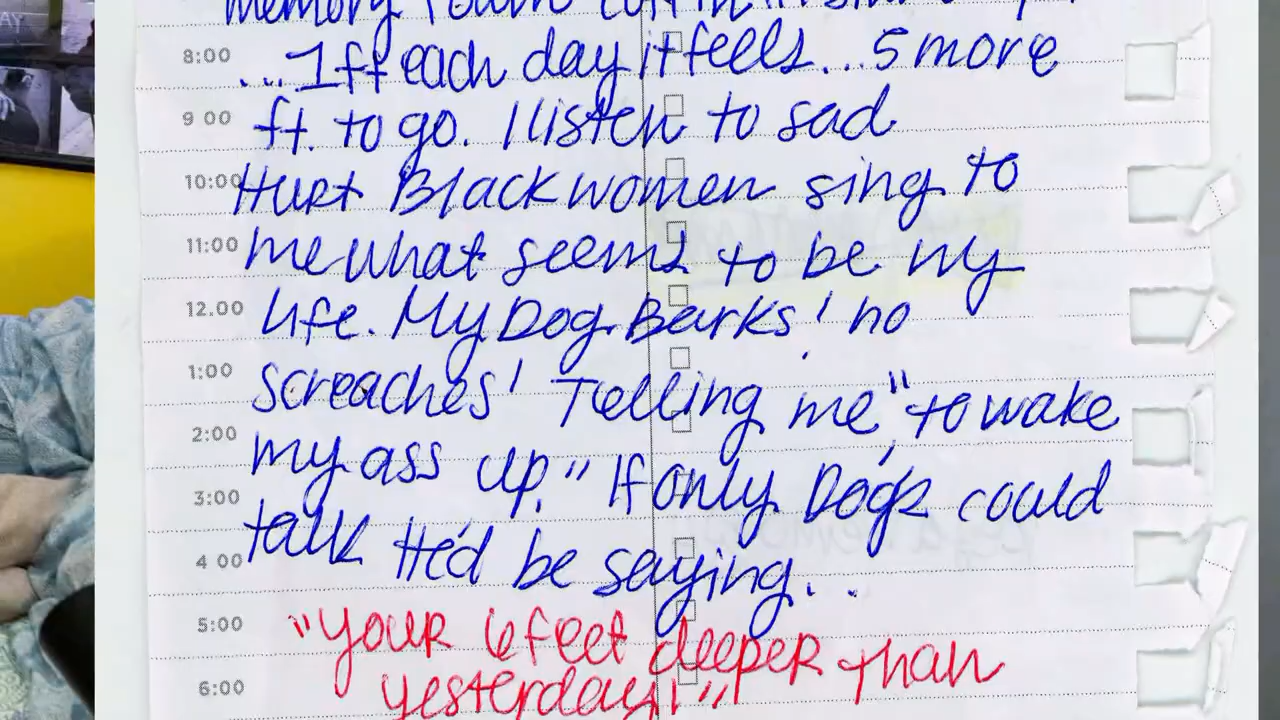 memory
8:00 ...1ft each day it feels...5 more
9 00 ft. to go. I listen to sad
10:00 Hurt Black women sing to
11:00 me what seems to be my
12.00 life. My Dog Barks! no
1:00 screaches! Telling me "to wake
2:00 my ass up." If only Dogs could
3:00 talk He'd be saying...
4 00
5:00 "your 6 feet deeper than
6:00 yesterday!"